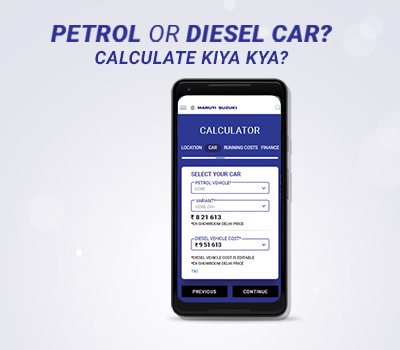 PETROL OR DIESEL CAR?
CALCULATE KIYA KYA?
MARUTI SUZUKI
CALCULATOR
LOCATION CAR RUNNING COSTS FINANCE
SELECT YOUR CAR
PETROL VEHICLE*
VARIANT*
₹ 8 21 613
*EX-SHOWROOM DELHI PRICE
DIESEL VEHICLE COST*
₹ 9 51 613
*DIESEL VEHICLE COST IS EDITABLE
*EX-SHOWROOM DELHI PRICE
T&C
PREVIOUS CONTINUE